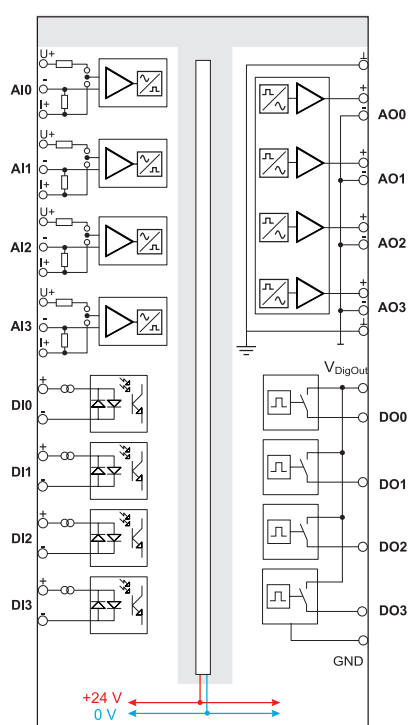 U+
-
AI0
I+
U+
-
AI1
I+
U+
-
AI2
I+
U+
-
AI3
I+
+
DI0
-
+
DI1
-
+
DI2
-
+
DI3
-
⊥
+
AO0
-
+
AO1
-
+
AO2
-
+
AO3
-
⊥
VDigOut
DO0
DO1
DO2
DO3
GND
+24 V
0 V